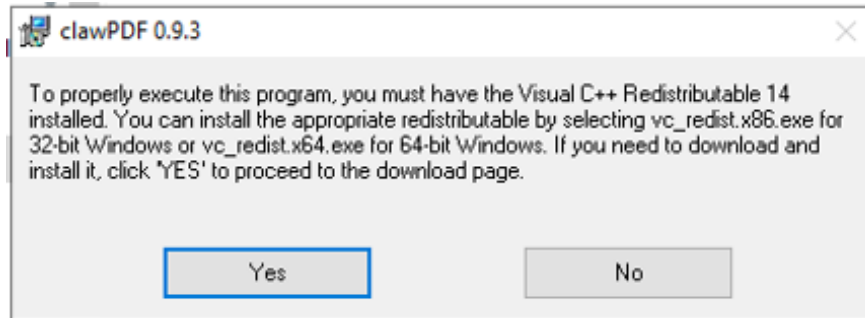 clawPDF 0.9.3
To properly execute this program, you must have the Visual C++ Redistributable 14
installed. You can install the appropriate redistributable by selecting vc_redist.x86.exe for
32-bit Windows or vc_redist.x64.exe for 64-bit Windows. If you need to download and
install it, click 'YES' to proceed to the download page.
Yes
No